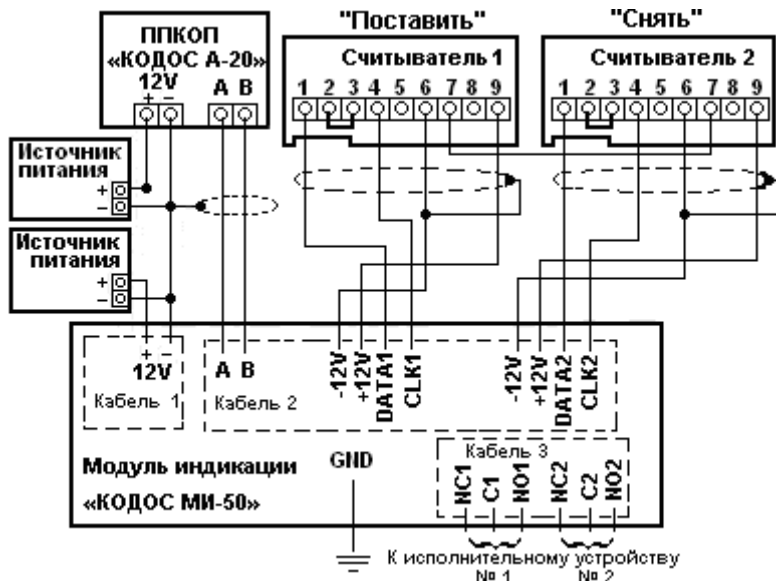 "Поставить"
"Снять"
ППКОП
«КОДОС А-20»
12V
+ − А В
Считыватель 1
1 2 3 4 5 6 7 8 9
Считыватель 2
1 2 3 4 5 6 7 8 9
Источник
питания
+
−
Источник
питания
+
−
+ −
12V
Кабель 1
А В
Кабель 2
-12V
+12V
DATA1
CLK1
-12V
+12V
DATA2
CLK2
Модуль индикации
«КОДОС МИ-50»
GND
Кабель 3
NC1
C1
NO1
NC2
C2
NO2
К исполнительному устройству
№ 1 № 2